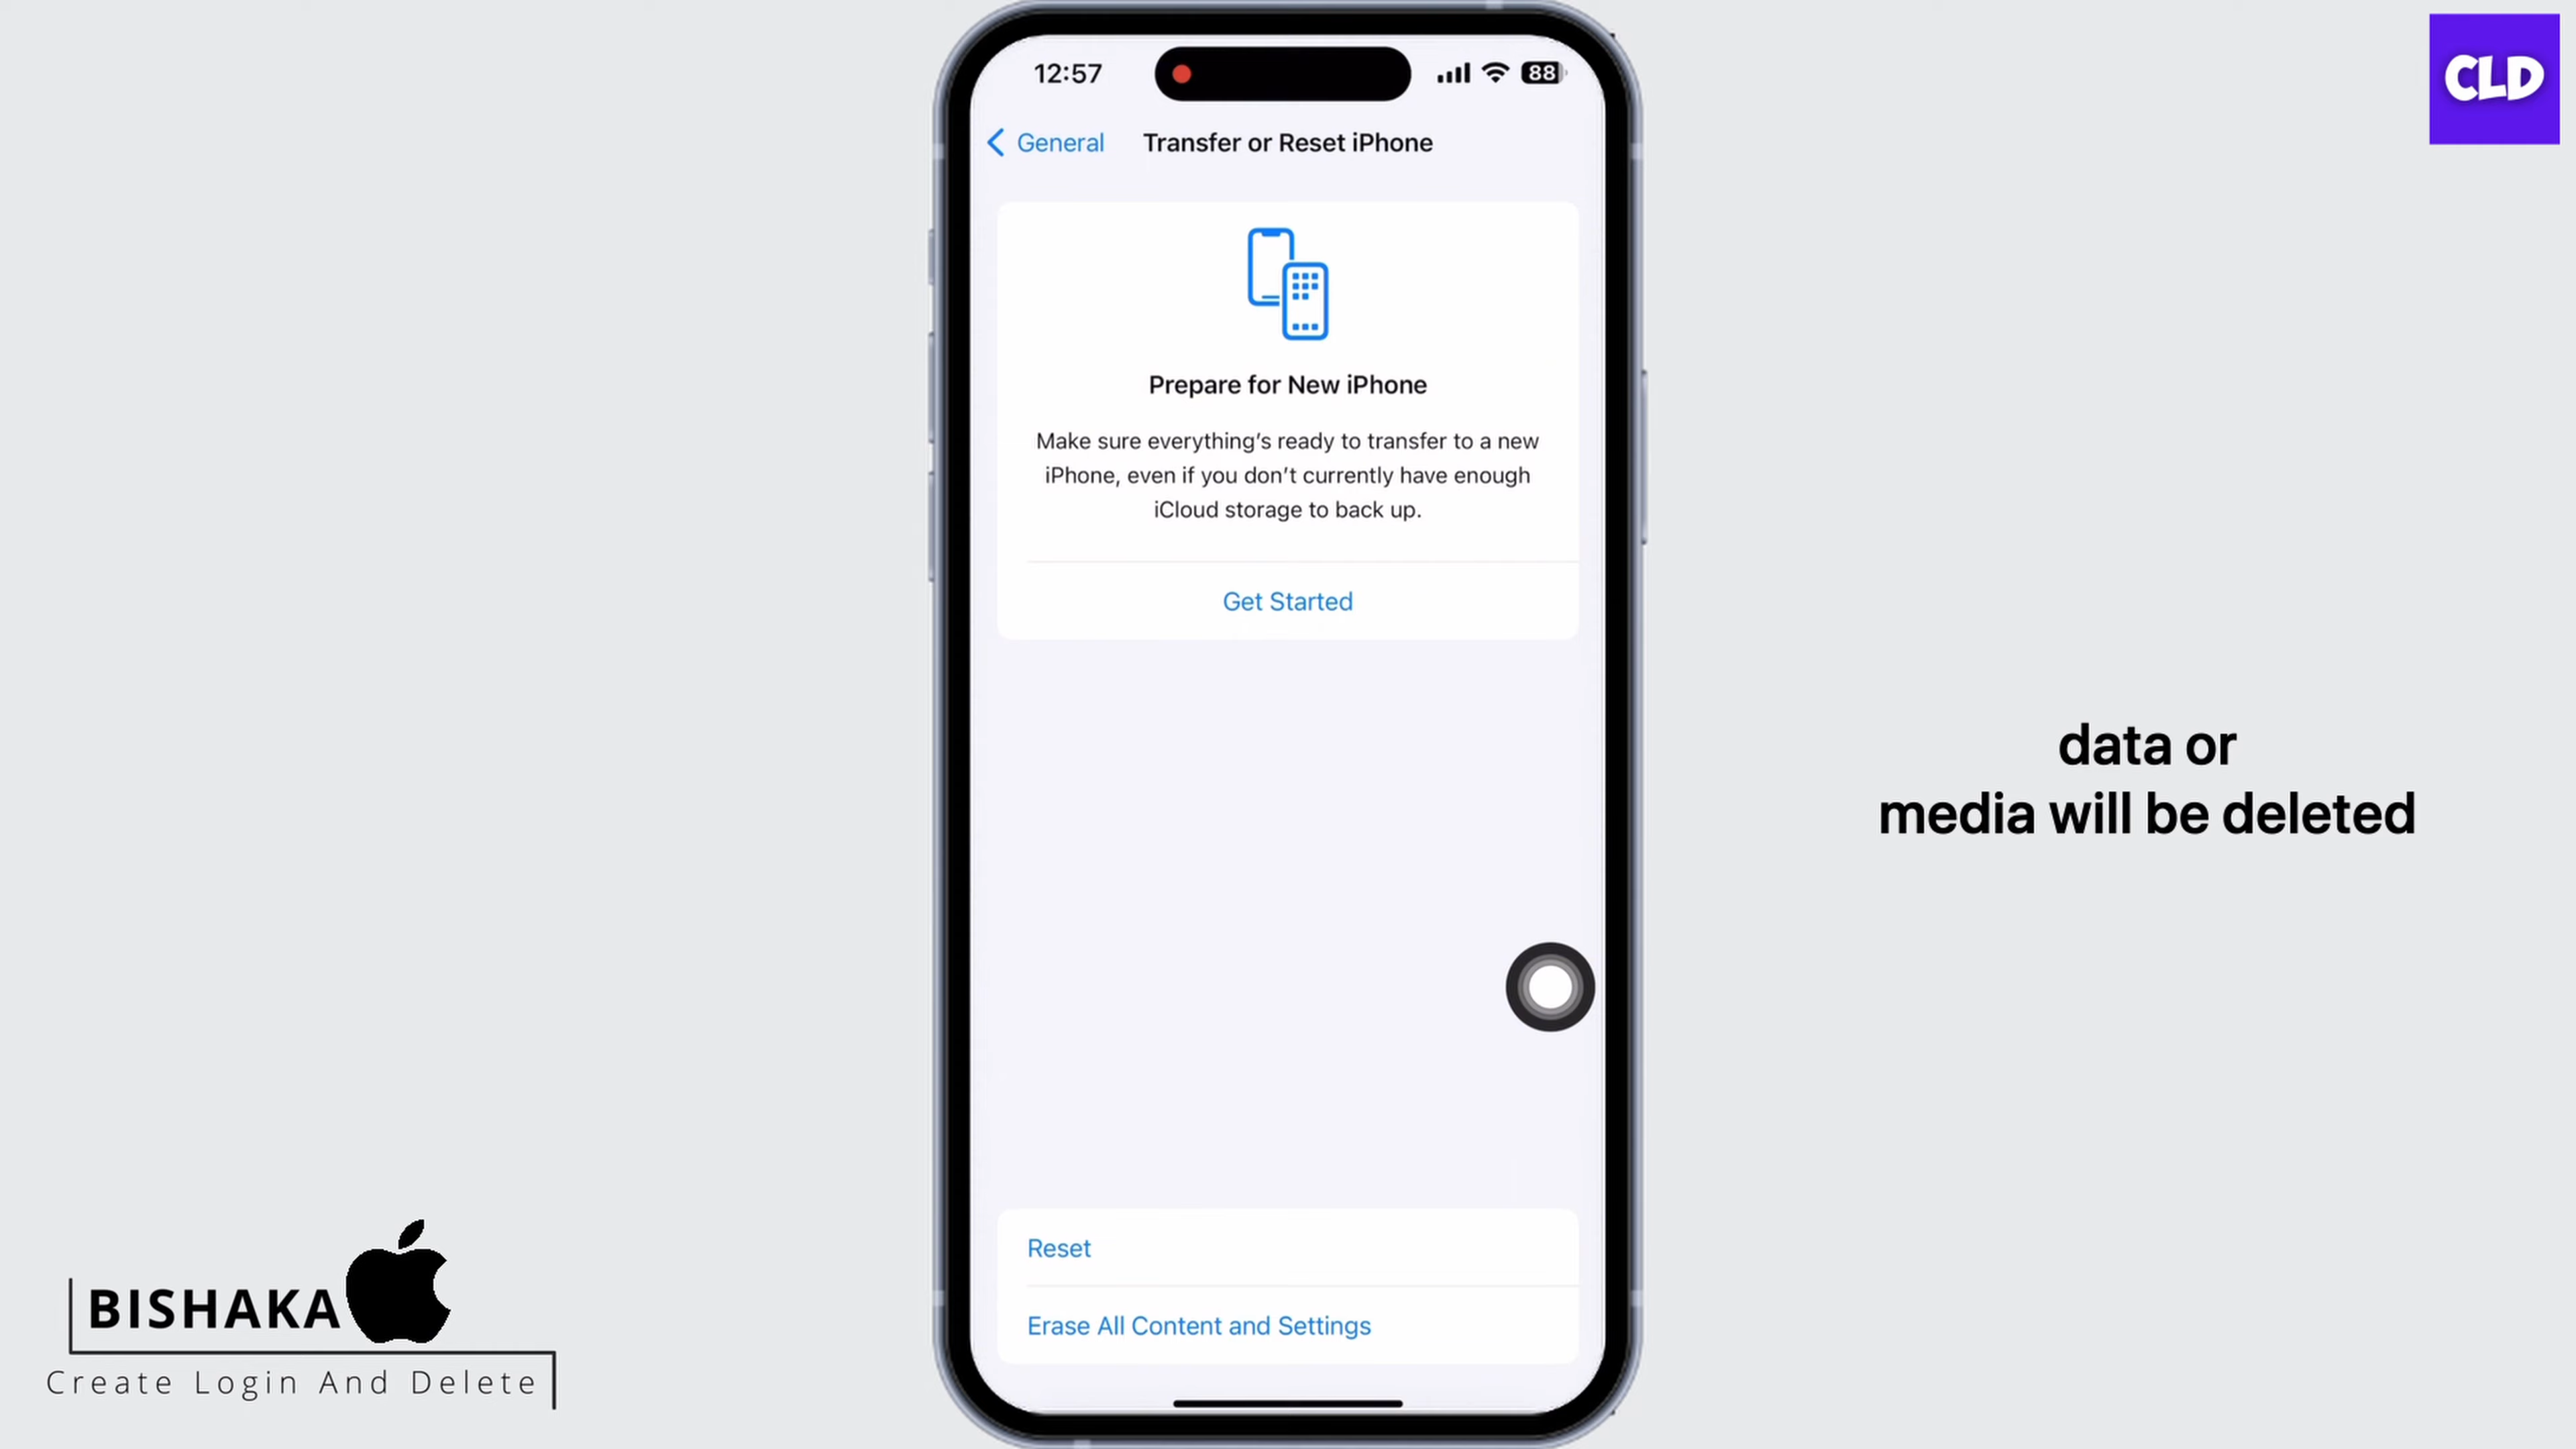 12:57
88
CLD
General
Transfer or Reset iPhone
Prepare for New iPhone
Make sure everything's ready to transfer to a new
iPhone, even if you don't currently have enough
iCloud storage to back up.
Get Started
data or
media will be deleted
Reset
Erase All Content and Settings
BISHAKA
Create Login And Delete